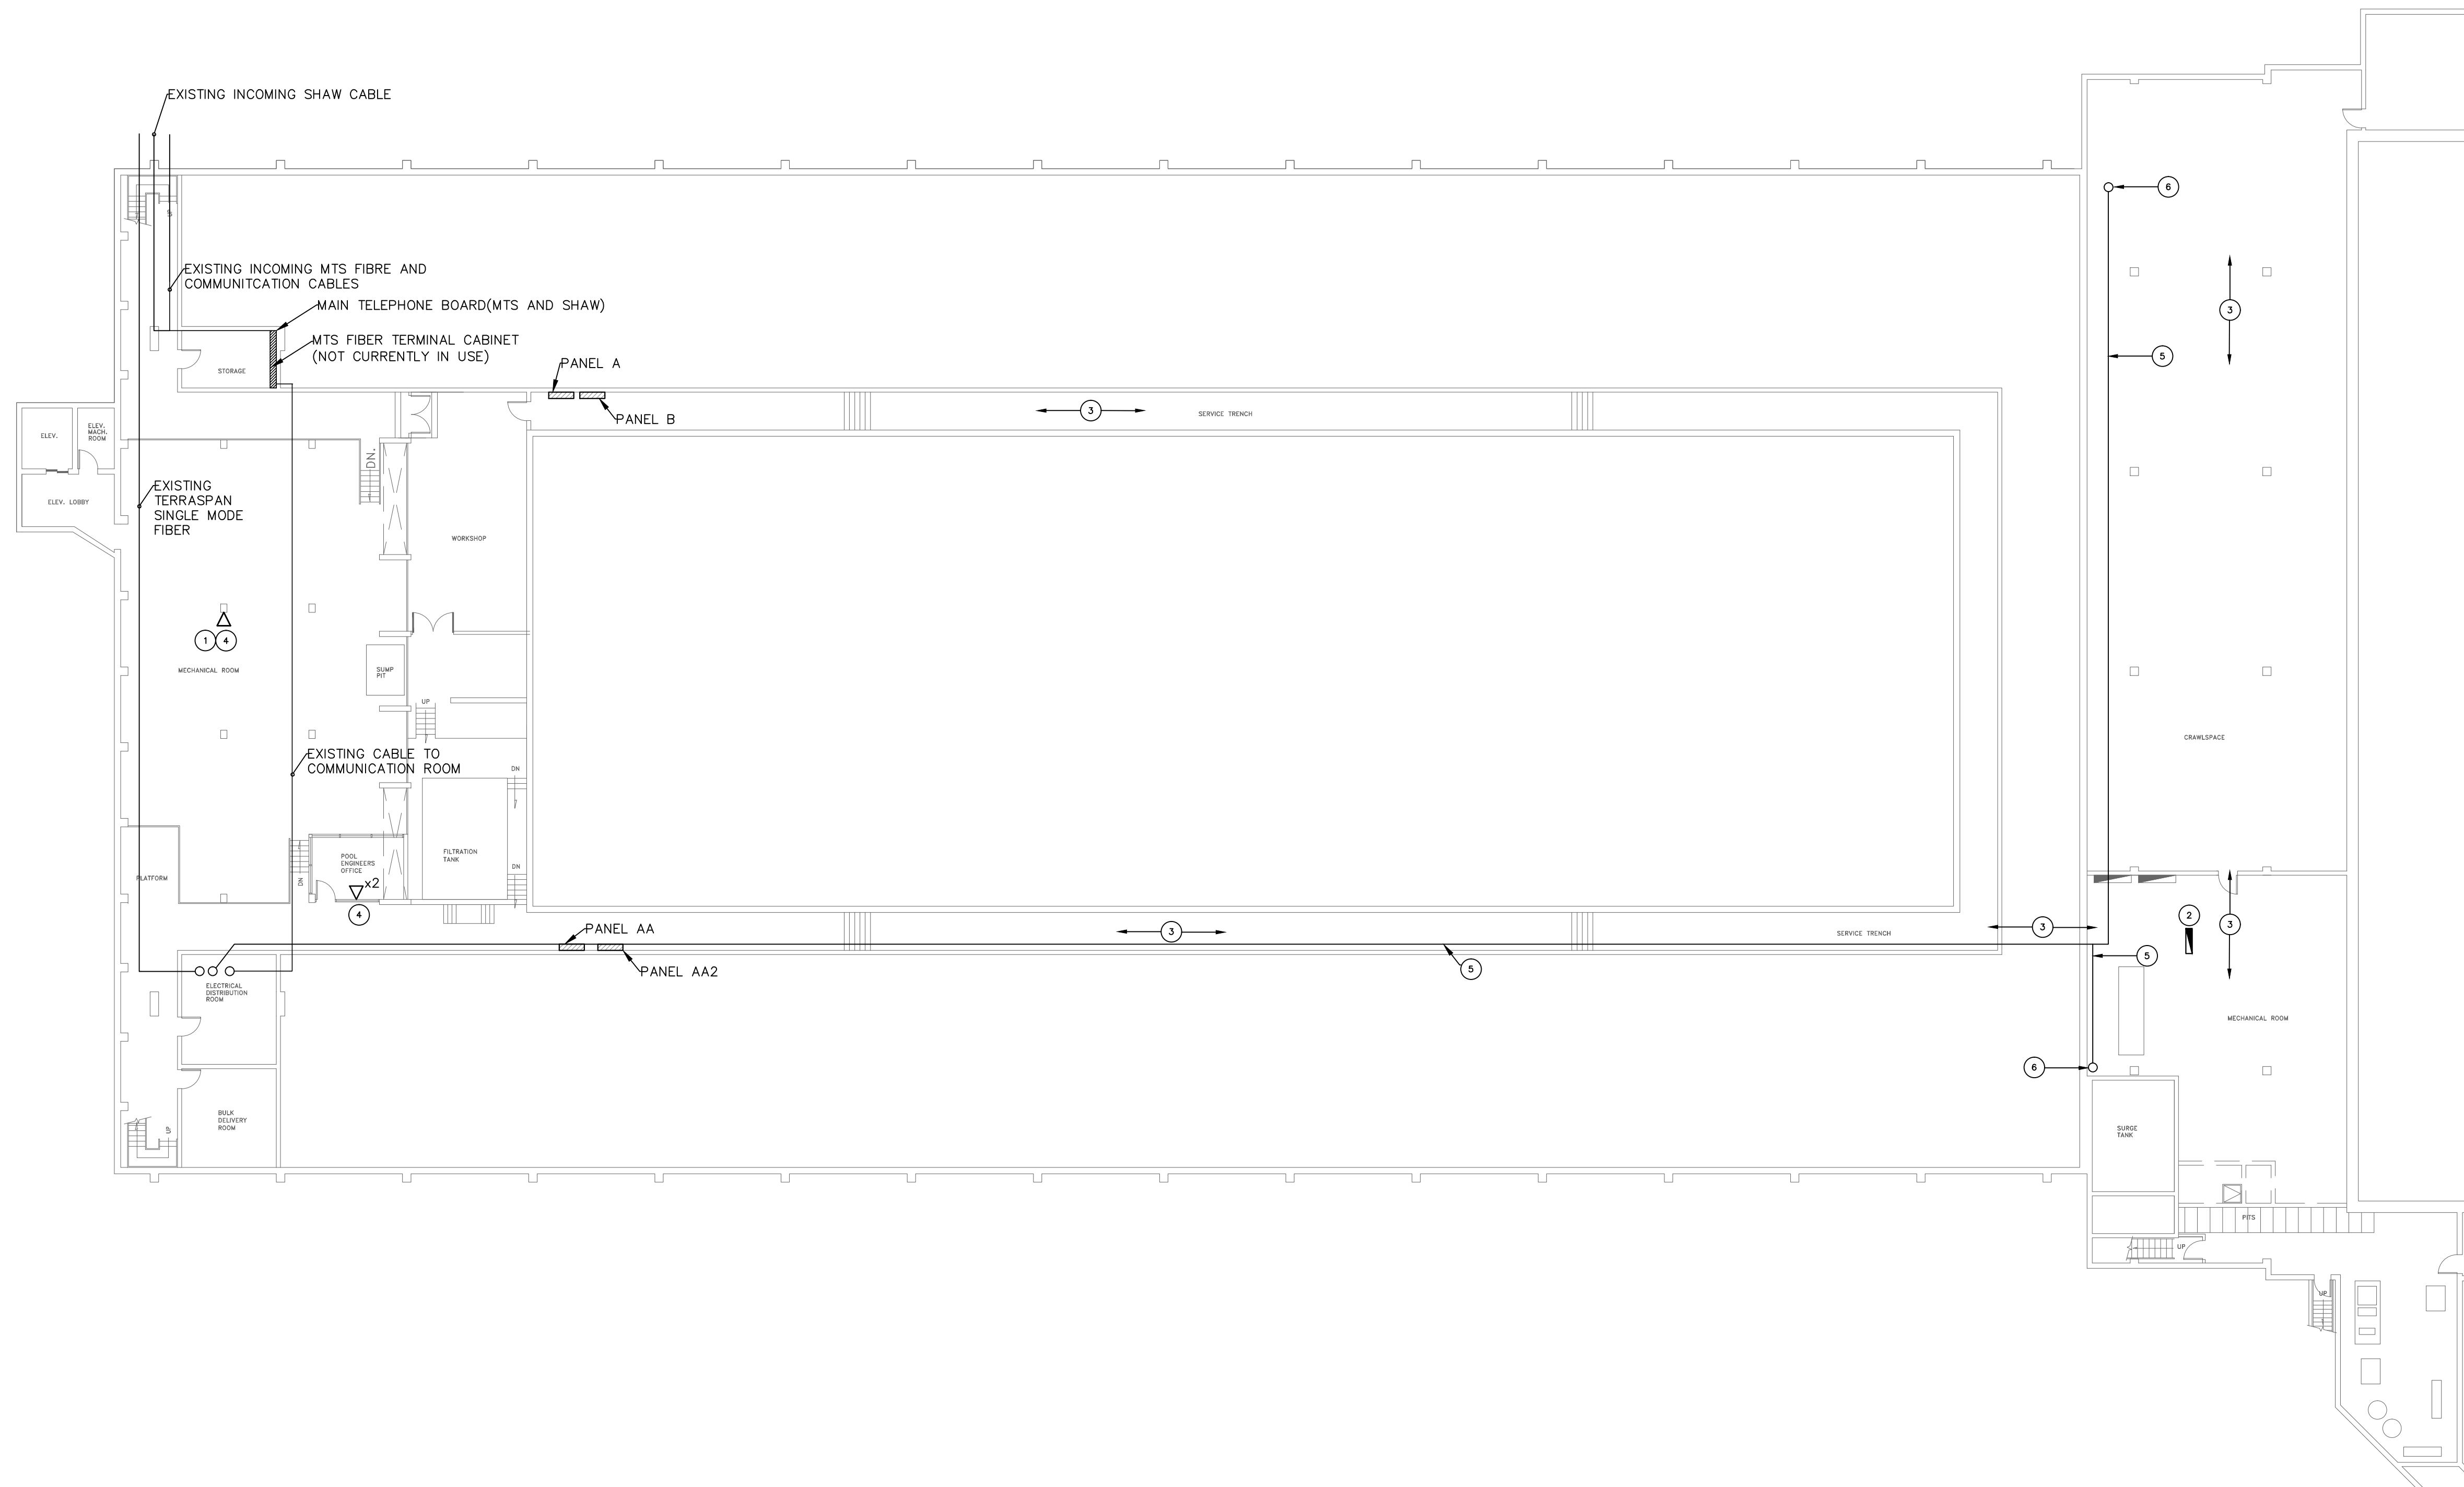 EXISTING INCOMING SHAW CABLE
6
UP
EXISTING INCOMING MTS FIBRE AND
COMMUNITCATION CABLES
MAIN TELEPHONE BOARD(MTS AND SHAW)
3
MTS FIBER TERMINAL CABINET
(NOT CURRENTLY IN USE)
5
PANEL A
STORAGE
PANEL B
3
SERVICE TRENCH
ELEV.
ELEV.
MACH.
ROOM
DN.
ELEV. LOBBY
EXISTING
TERRASPAN
SINGLE MODE
FIBER
WORKSHOP
1
4
MECHANICAL ROOM
SUMP
PIT
UP
CRAWLSPACE
EXISTING CABLE TO
COMMUNICATION ROOM
DN
POOL
ENGINEERS
OFFICE
FILTRATION
TANK
DN
PLATFORM
DN
x2
4
2
3
PANEL AA
3
3
SERVICE TRENCH
5
PANEL AA2
5
ELECTRICAL
DISTRIBUTION
ROOM
MECHANICAL ROOM
6
BULK
DELIVERY
ROOM
UP
SURGE
TANK
PITS
UP
UP